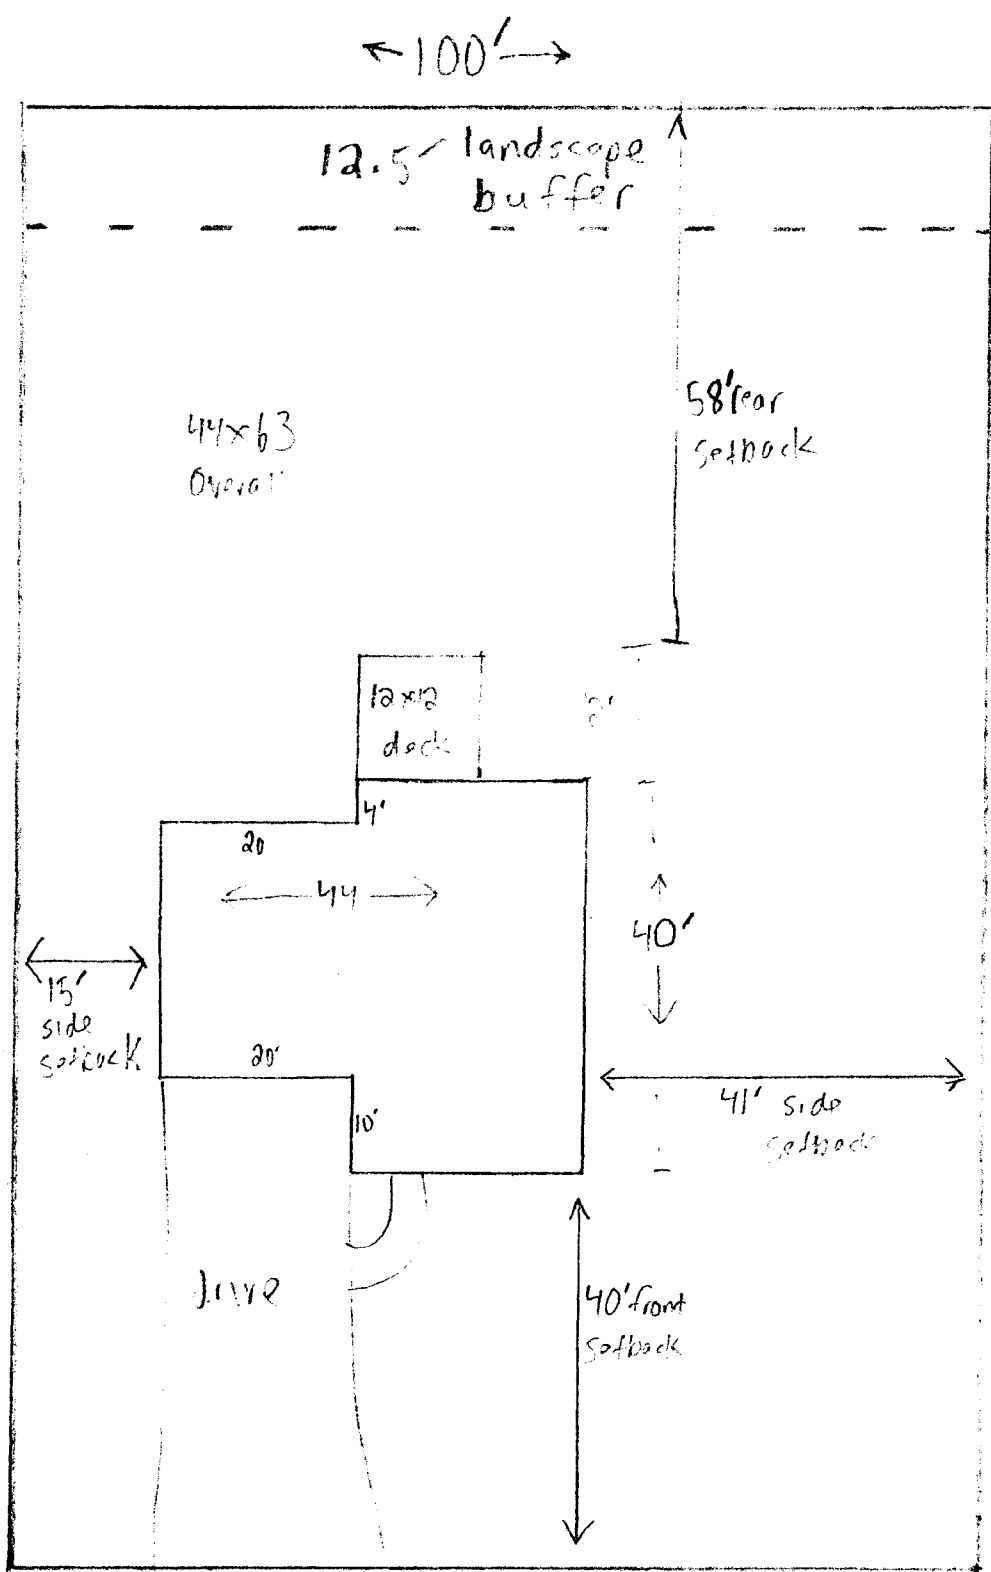 100'
12.5' landscape
buffer
58' rear
setback
44x63
Overall
12x12
deck
4'
20
44
40'
15'
side
setback
20'
10'
41' side
setback
40' front
setback